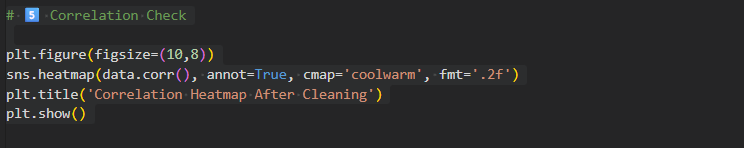 # 5️⃣ Correlation Check
plt.figure(figsize=(10,8))
sns.heatmap(data.corr(), annot=True, cmap='coolwarm', fmt='.2f')
plt.title('Correlation Heatmap After Cleaning')
plt.show()